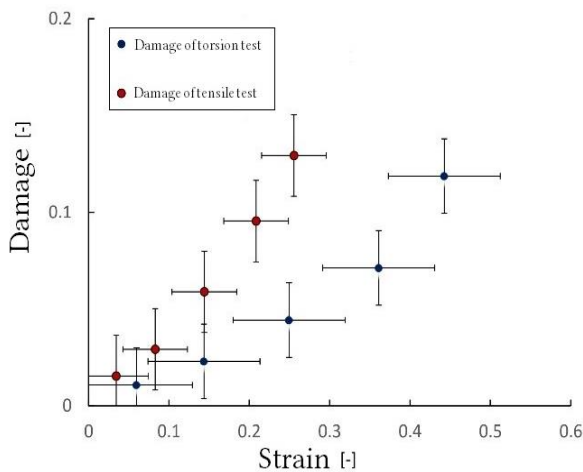 0.2
Damage of torsion test
Damage of tensile test
Damage [-]
0.1
0
0 0.1 0.2 0.3 0.4 0.5 0.6
Strain [-]